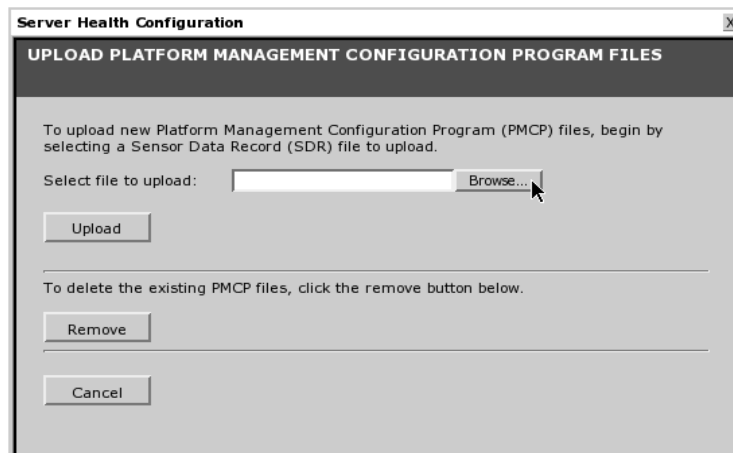 Server Health Configuration
X
UPLOAD PLATFORM MANAGEMENT CONFIGURATION PROGRAM FILES
To upload new Platform Management Configuration Program (PMCP) files, begin by
selecting a Sensor Data Record (SDR) file to upload.
Select file to upload:
Browse...
Upload
To delete the existing PMCP files, click the remove button below.
Remove
Cancel